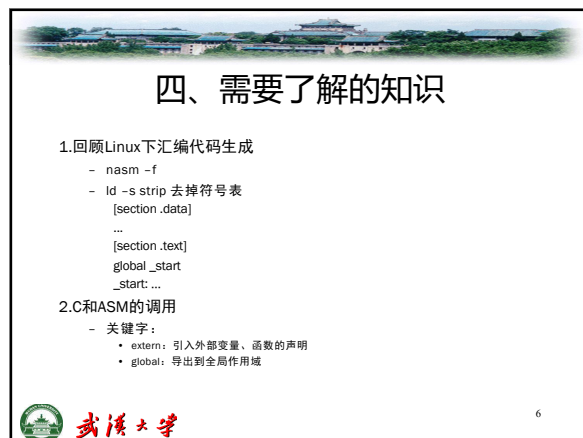 四、需要了解的知识
1.回顾Linux下汇编代码生成
– nasm –f
– ld –s strip 去掉符号表
[section .data]
...
[section .text]
global _start
_start: ...
2.C和ASM的调用
– 关键字：
• extern：引入外部变量、函数的声明
• global：导出到全局作用域
武汉大学
6